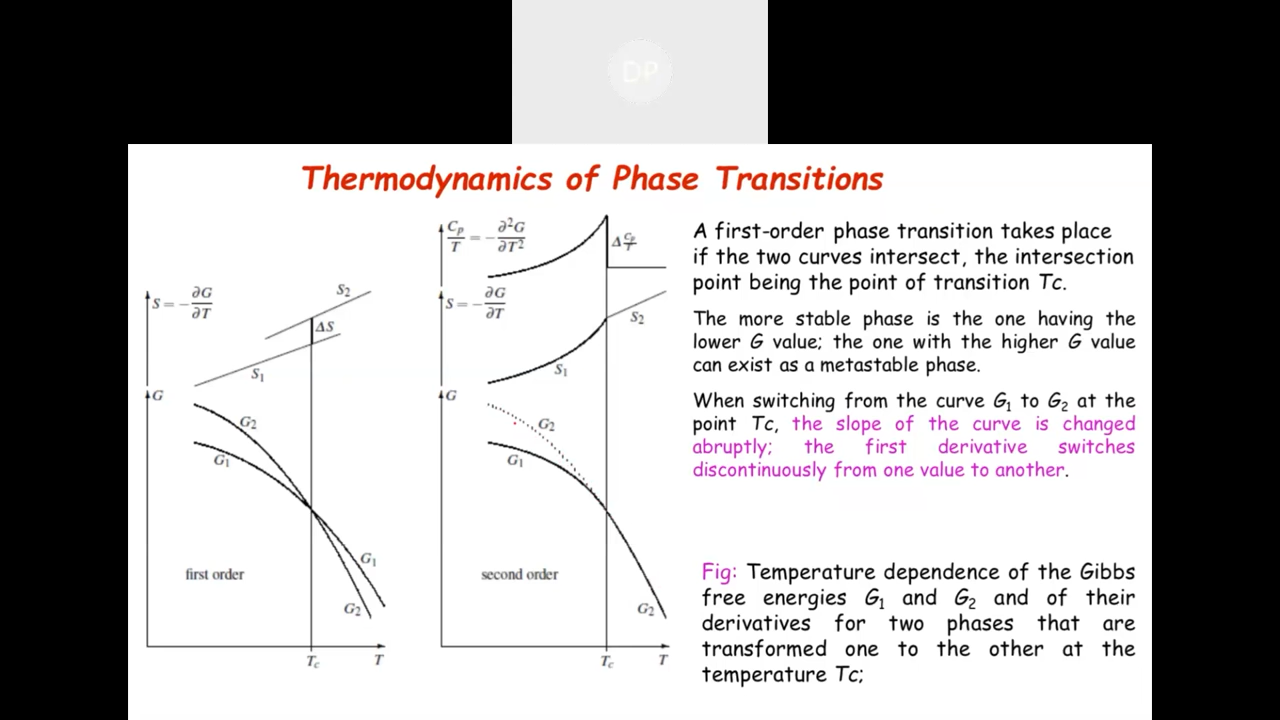 DP
Thermodynamics of Phase Transitions
S = − ∂G/∂T
S₂
ΔS
S₁
G
G₂
G₁
G₁
G₂
first order
T_c
T
C_p/T = − ∂²G/∂T²
Δ C_p/T
S = − ∂G/∂T
S₂
S₁
G
G₂
G₁
G₂
second order
T_c
T
A first-order phase transition takes place
if the two curves intersect, the intersection
point being the point of transition Tc.
The more stable phase is the one having the
lower G value; the one with the higher G value
can exist as a metastable phase.
When switching from the curve G₁ to G₂ at the
point Tc, the slope of the curve is changed
abruptly; the first derivative switches
discontinuously from one value to another.
Fig: Temperature dependence of the Gibbs
free energies G₁ and G₂ and of their
derivatives for two phases that are
transformed one to the other at the
temperature Tc;